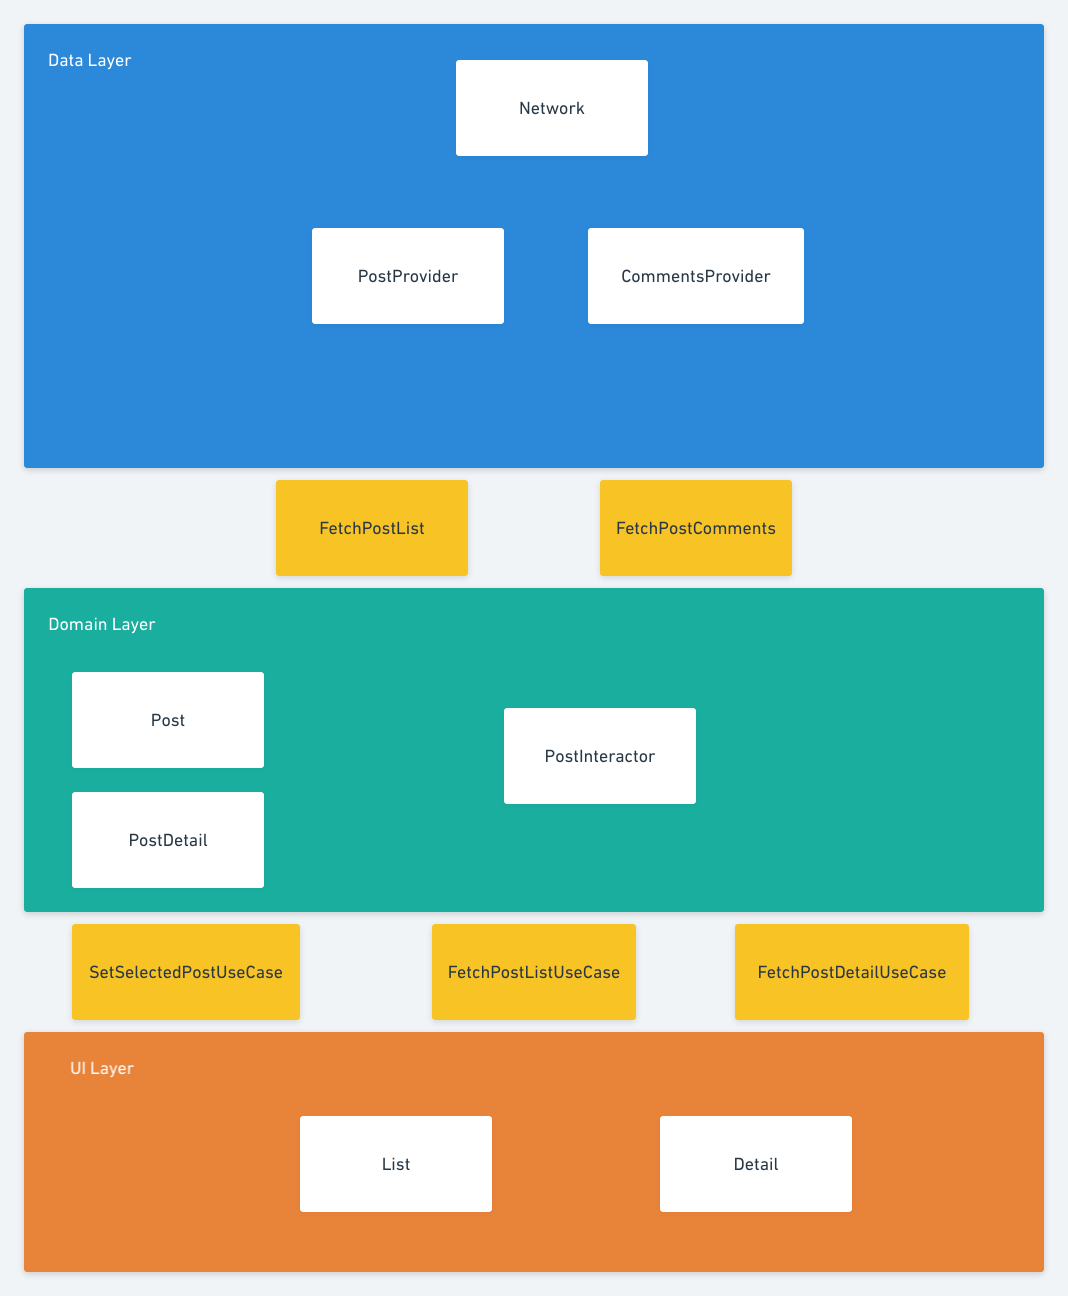 Data Layer
Network
PostProvider
CommentsProvider
FetchPostList
FetchPostComments
Domain Layer
Post
PostInteractor
PostDetail
SetSelectedPostUseCase
FetchPostListUseCase
FetchPostDetailUseCase
UI Layer
List
Detail